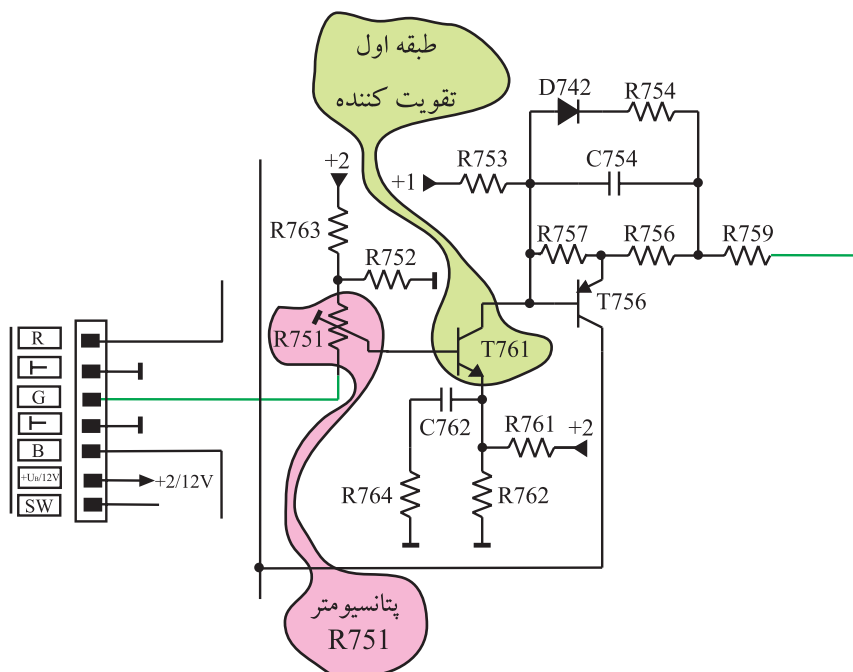 طبقه اول
تقویت کننده
D742
R754
+2
+1
R753
C754
R763
R752
R757
R756
R759
T756
R751
T761
R
G
B
+UB/12V
+2/12V
SW
C762
R761
+2
R764
R762
پتانسیومتر
R751